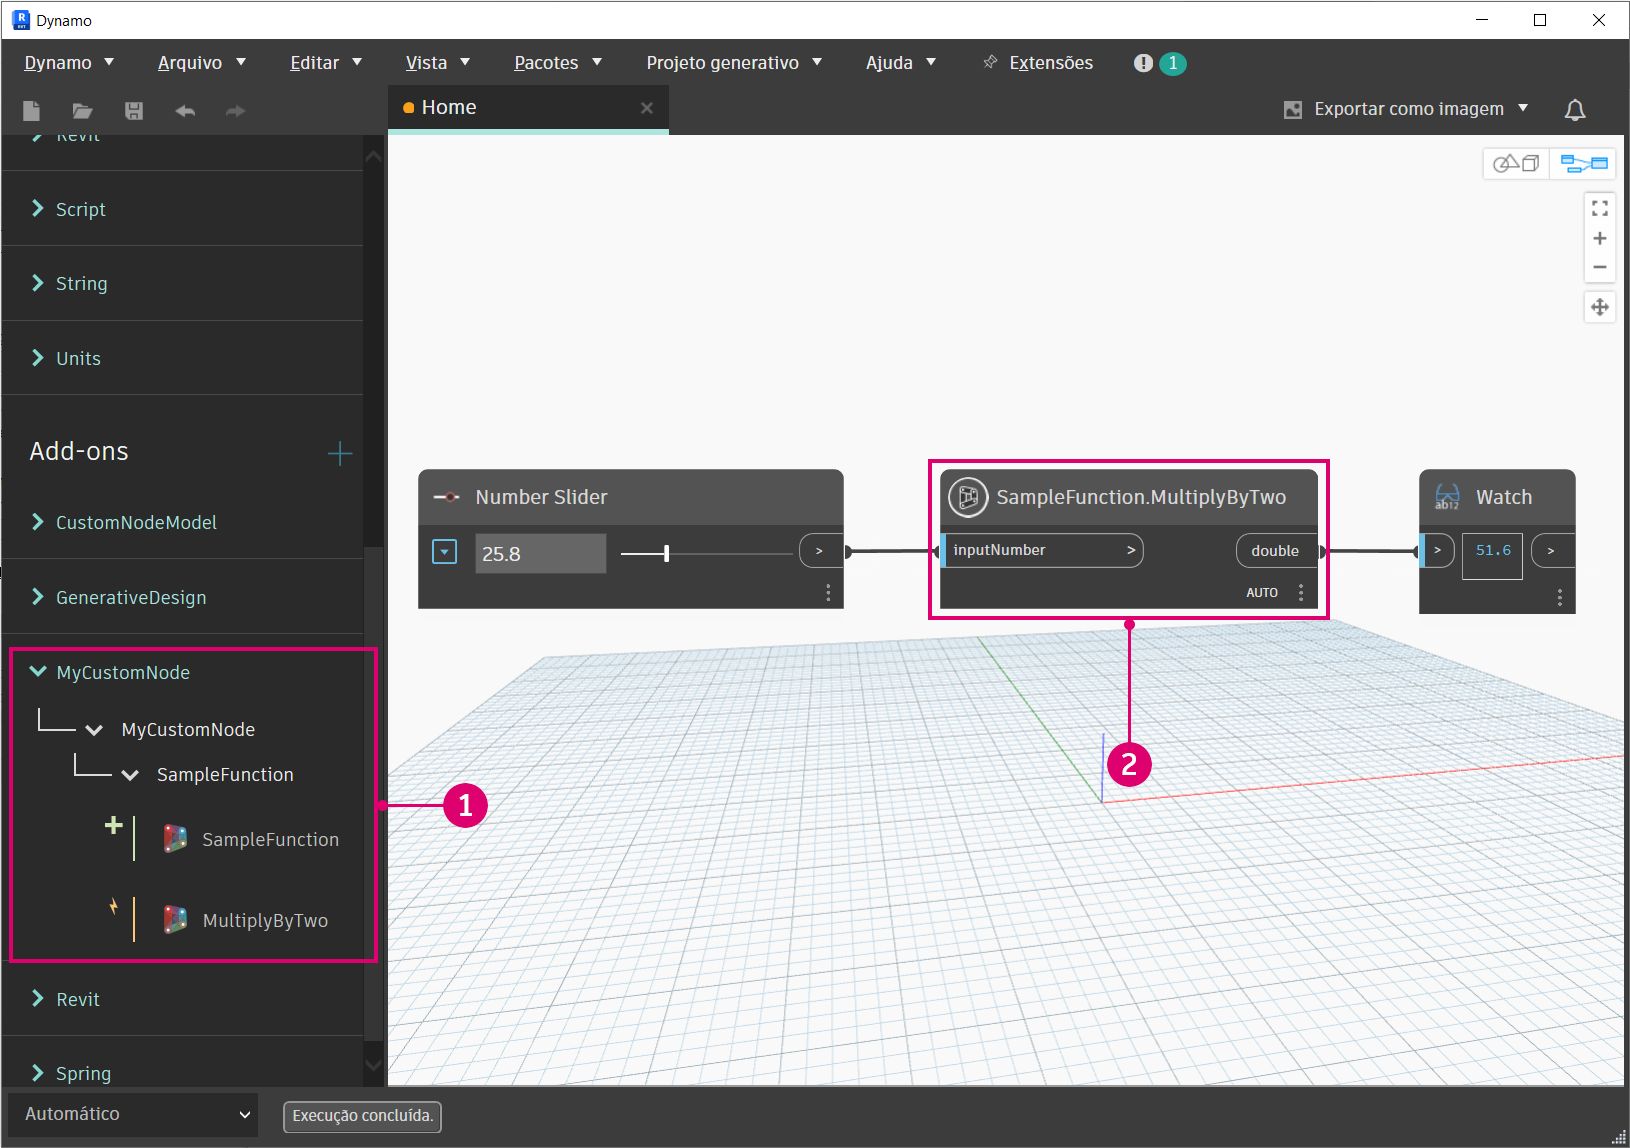 Dynamo
Dynamo Arquivo Editar Vista Pacotes Projeto generativo Ajuda Extensões 1
Home
Exportar como imagem
Revit
Script
String
Units
Add-ons
CustomNodeModel
GenerativeDesign
MyCustomNode
MyCustomNode
SampleFunction
SampleFunction
MultiplyByTwo
Revit
Spring
1
Number Slider
25.8
>
SampleFunction.MultiplyByTwo
inputNumber >
double
AUTO
2
ab12
Watch
> 51.6 >
Automático
Execução concluída.